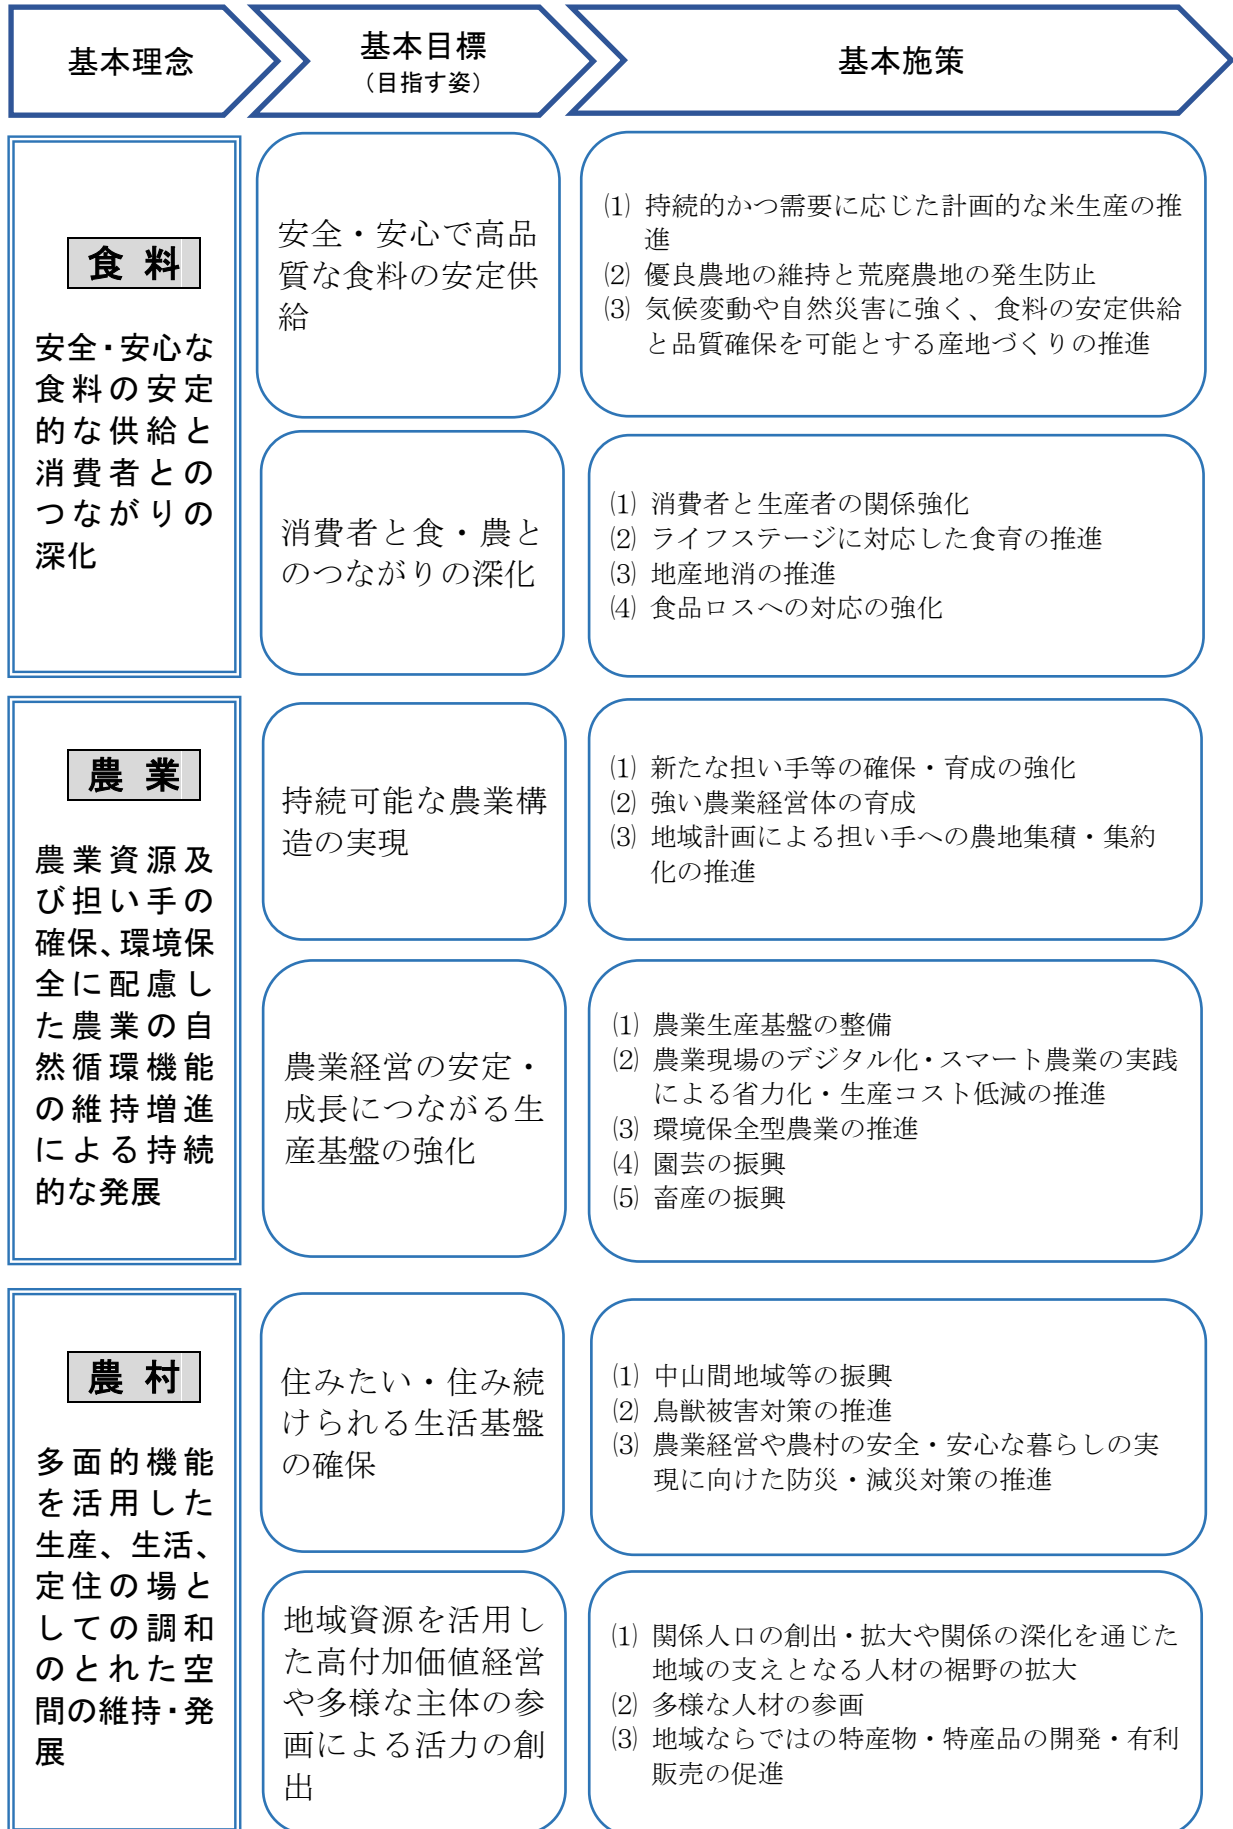 基本理念
基本目標
（目指す姿）
基本施策
食 料
安全・安心な
食料の安定
的な供給と
消費者との
つながりの
深化
安全・安心で高品
質な食料の安定供
給
⑴ 持続的かつ需要に応じた計画的な米生産の推
進
⑵ 優良農地の維持と荒廃農地の発生防止
⑶ 気候変動や自然災害に強く、食料の安定供給
と品質確保を可能とする産地づくりの推進
消費者と食・農と
のつながりの深化
⑴ 消費者と生産者の関係強化
⑵ ライフステージに対応した食育の推進
⑶ 地産地消の推進
⑷ 食品ロスへの対応の強化
農 業
農業資源及
び担い手の
確保、環境保
全に配慮し
た農業の自
然循環機能
の維持増進
による持続
的な発展
持続可能な農業構
造の実現
⑴ 新たな担い手等の確保・育成の強化
⑵ 強い農業経営体の育成
⑶ 地域計画による担い手への農地集積・集約
化の推進
農業経営の安定・
成長につながる生
産基盤の強化
⑴ 農業生産基盤の整備
⑵ 農業現場のデジタル化・スマート農業の実践
による省力化・生産コスト低減の推進
⑶ 環境保全型農業の推進
⑷ 園芸の振興
⑸ 畜産の振興
農 村
多面的機能
を活用した
生産、生活、
定住の場と
しての調和
のとれた空
間の維持・発
展
住みたい・住み続
けられる生活基盤
の確保
⑴ 中山間地域等の振興
⑵ 鳥獣被害対策の推進
⑶ 農業経営や農村の安全・安心な暮らしの実
現に向けた防災・減災対策の推進
地域資源を活用し
た高付加価値経営
や多様な主体の参
画による活力の創
出
⑴ 関係人口の創出・拡大や関係の深化を通じた
地域の支えとなる人材の裾野の拡大
⑵ 多様な人材の参画
⑶ 地域ならではの特産物・特産品の開発・有利
販売の促進